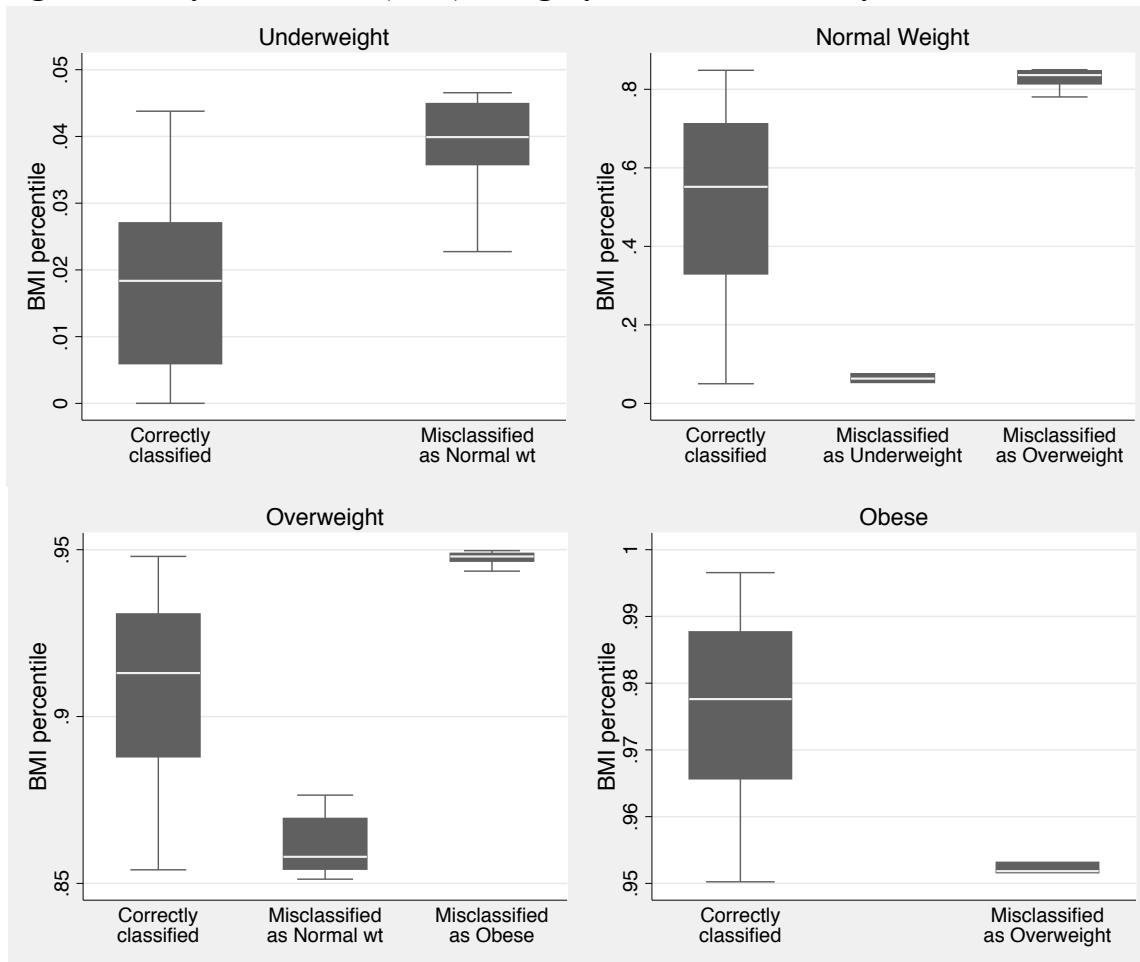 Underweight
BMI percentile
.05
.04
.03
.02
.01
0
Correctly
classified
Misclassified
as Normal wt
Normal Weight
BMI percentile
.8
.6
.4
.2
0
Correctly
classified
Misclassified
as Underweight
Misclassified
as Overweight
Overweight
BMI percentile
.95
.9
.85
Correctly
classified
Misclassified
as Normal wt
Misclassified
as Obese
Obese
BMI percentile
1
.99
.98
.97
.96
.95
Correctly
classified
Misclassified
as Overweight